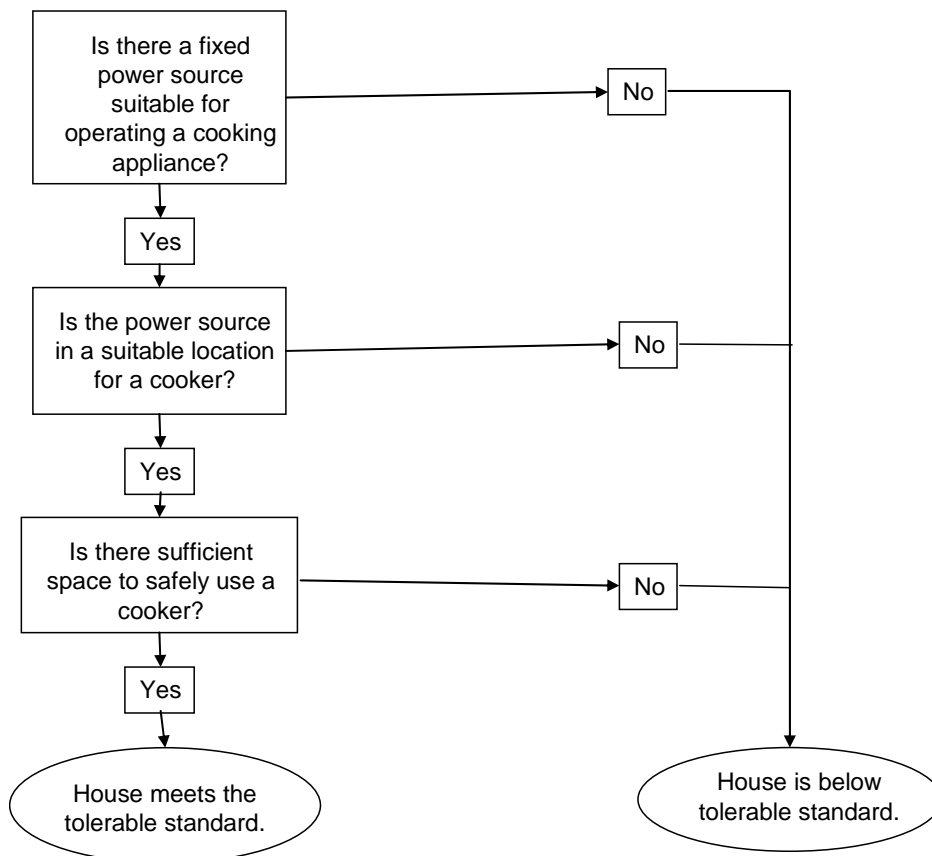 Is there a fixed
power source
suitable for
operating a cooking
appliance?
No
Yes
Is the power source
in a suitable location
for a cooker?
No
Yes
Is there sufficient
space to safely use a
cooker?
No
Yes
House meets the
tolerable standard.
House is below
tolerable standard.